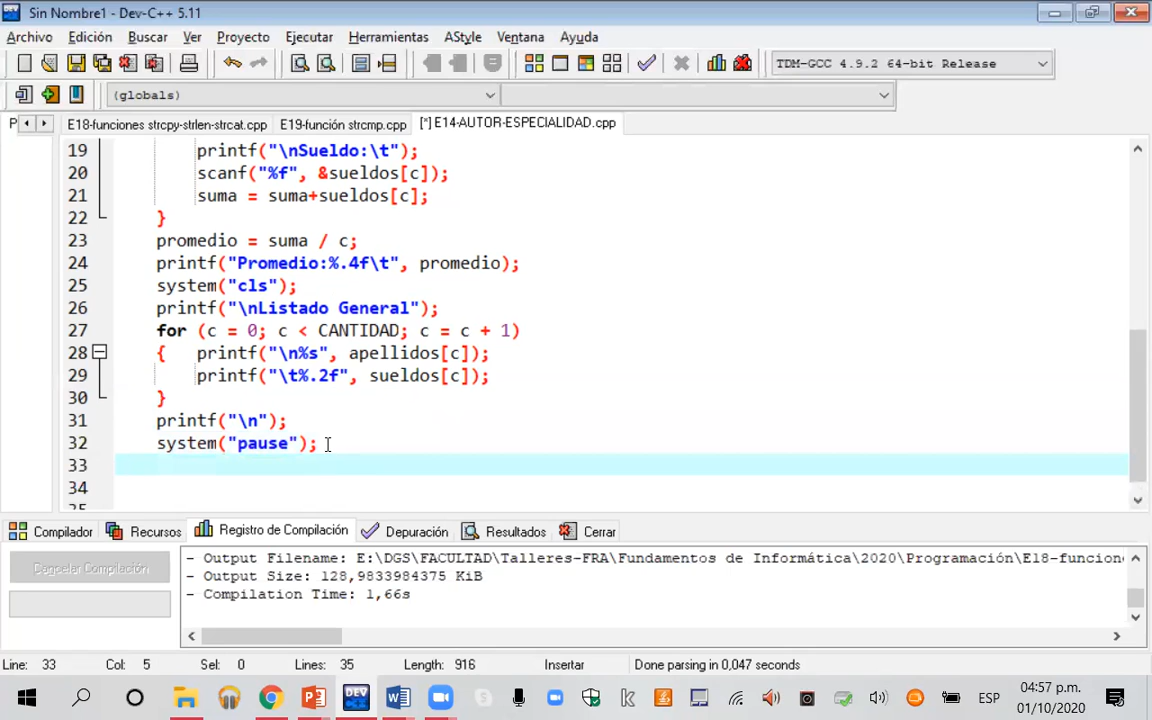 Sin Nombre1 - Dev-C++ 5.11
Archivo Edición Buscar Ver Proyecto Ejecutar Herramientas AStyle Ventana Ayuda
TDM-GCC 4.9.2 64-bit Release
(globals)
P E18-funciones strcpy-strlen-strcat.cpp E19-función strcmp.cpp [*] E14-AUTOR-ESPECIALIDAD.cpp
19 printf("\nSueldo:\t");
20 scanf("%f", &sueldos[c]);
21 suma = suma+sueldos[c];
22 }
23 promedio = suma / c;
24 printf("Promedio:%.4f\t", promedio);
25 system("cls");
26 printf("\nListado General");
27 for (c = 0; c < CANTIDAD; c = c + 1)
28 { printf("\n%s", apellidos[c]);
29 printf("\t%.2f", sueldos[c]);
30 }
31 printf("\n");
32 system("pause");
33
34
35
Compilador Recursos Registro de Compilación Depuración Resultados Cerrar
Cancelar Compilación
- Output Filename: E:\DGS\FACULTAD\Talleres-FRA\Fundamentos de Informática\2020\Programación\E18-funcion
- Output Size: 128,9833984375 KiB
- Compilation Time: 1,66s
Line: 33 Col: 5 Sel: 0 Lines: 35 Length: 916 Insertar Done parsing in 0,047 seconds
DEV ESP 04:57 p.m.
01/10/2020